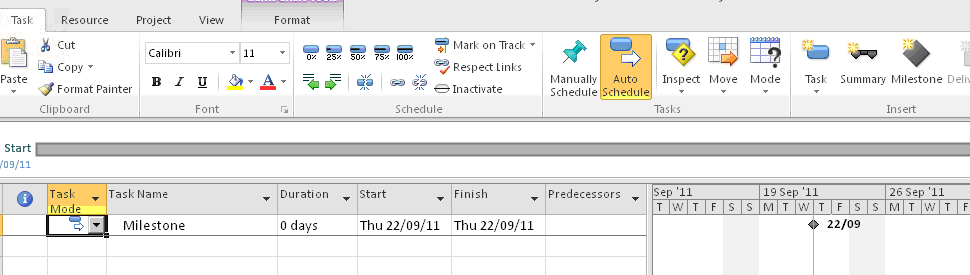 Task Resource Project View Format
Cut
Copy
Format Painter
Paste
Clipboard
Calibri 11
B I U A
Font
0% 25% 50% 75% 100%
Mark on Track
Respect Links
Inactivate
Schedule
Manually Schedule
Auto Schedule
Inspect
Move
Mode
Tasks
Task
Summary
Milestone
Insert
Start
/09/11
Task Mode Task Name Duration Start Finish Predecessors
Milestone 0 days Thu 22/09/11 Thu 22/09/11
Sep '11 19 Sep '11 26 Sep '11
T W T F S S M T W T F S S M T W T F
22/09